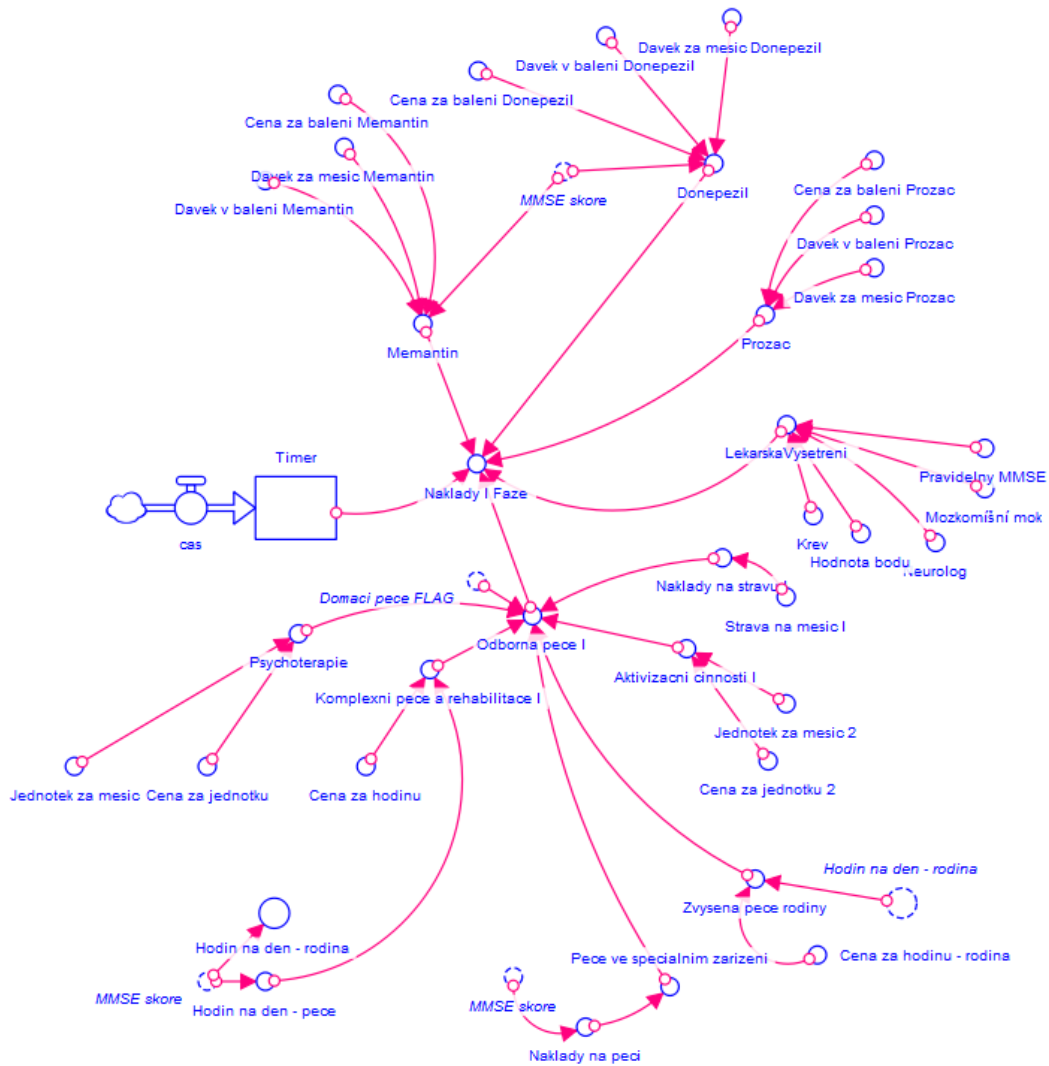 Davek za mesic Donepezil
Davek v baleni Donepezil
Cena za baleni Donepezil
Cena za baleni Memantin
Davek za mesic Memantin
Davek v baleni Memantin
MMSE skore
Donepezil
Cena za baleni Prozac
Davek v baleni Prozac
Davek za mesic Prozac
Prozac
Memantin
Timer
Naklady I Faze
LekarskaVysetreni
Pravidelny MMSE
Mozkomíšní mok
cas
Krev
Hodnota bodu
Neurolog
Domaci pece FLAG
Naklady na stravu I
Strava na mesic I
Odborna pece I
Psychoterapie
Aktivizacni cinnosti I
Komplexni pece a rehabilitace I
Jednotek za mesic 2
Jednotek za mesic
Cena za jednotku
Cena za hodinu
Cena za jednotku 2
Hodin na den - rodina
Zvysena pece rodiny
Hodin na den - rodina
Pece ve specialnim zarizeni
Cena za hodinu - rodina
MMSE skore
Hodin na den - pece
MMSE skore
Naklady na peci